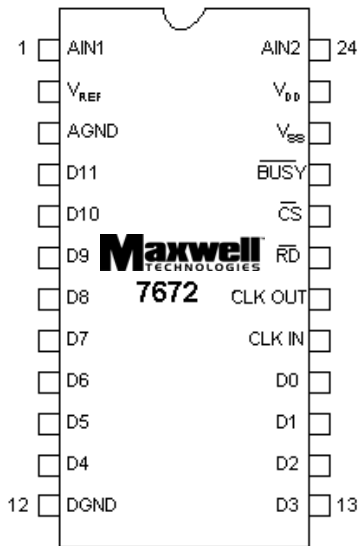 1 AIN1 AIN2 24
VREF VDD
AGND VSS
D11 BUSY
D10 CS
D9 Maxwell RD
TECHNOLOGIES
D8 7672 CLK OUT
D7 CLK IN
D6 D0
D5 D1
D4 D2
12 DGND D3 13